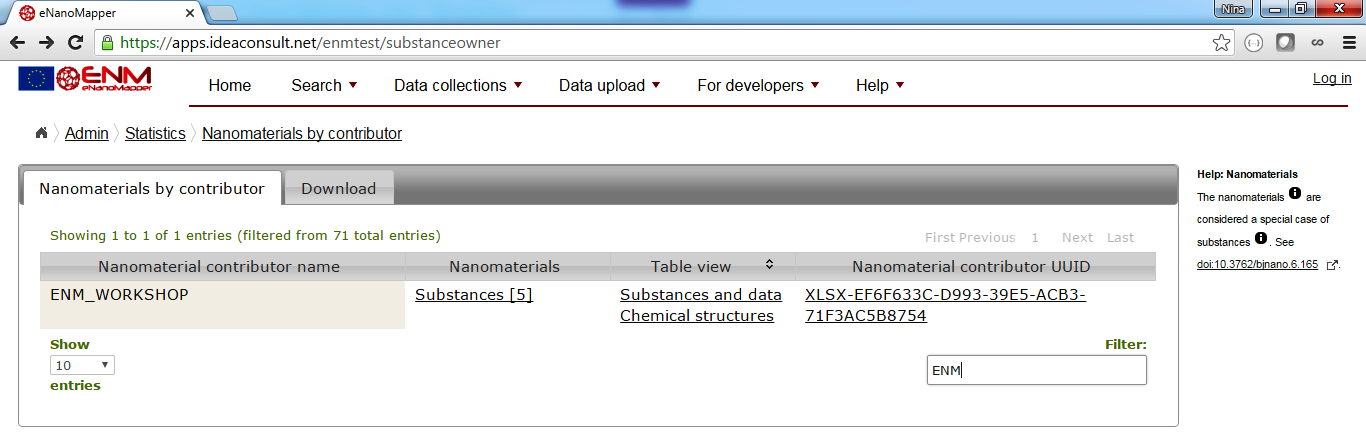 eNanoMapper
Nina
https://apps.ideaconsult.net/enmtest/substanceowner
ENM
eNanoMapper
Home
Search
Data collections
Data upload
For developers
Help
Log in
Admin
Statistics
Nanomaterials by contributor
Nanomaterials by contributor
Download
Showing 1 to 1 of 1 entries (filtered from 71 total entries)
First Previous 1 Next Last
Nanomaterial contributor name
Nanomaterials
Table view
Nanomaterial contributor UUID
ENM_WORKSHOP
Substances [5]
Substances and data
Chemical structures
XLSX-EF6F633C-D993-39E5-ACB3-
71F3AC5B8754
Show
10
entries
Filter:
ENM
Help: Nanomaterials
The nanomaterials i are
considered a special case of
substances i . See
doi:10.3762/bjnano.6.165 .